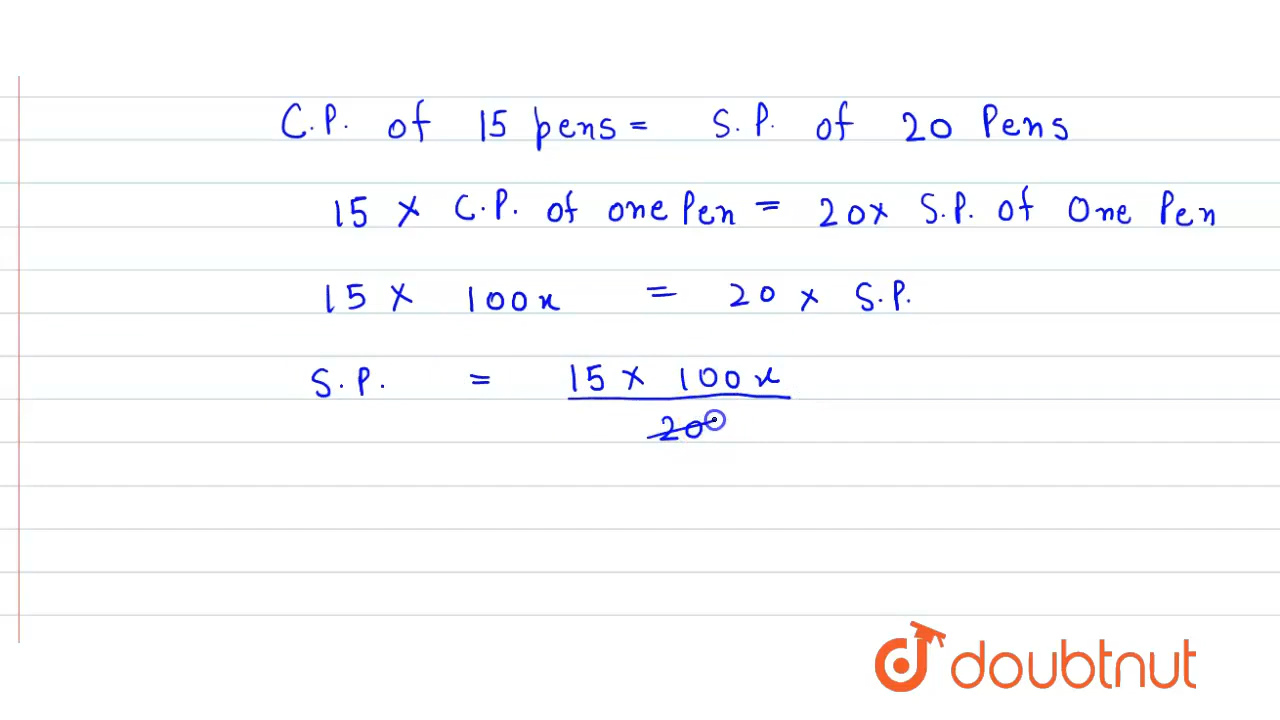 C.P. of 15 pens = S.P. of 20 Pens
15 × C.P. of one Pen = 20 × S.P. of One Pen
15 × 100x = 20 × S.P.
S.P. = 15 × 100x
20
doubtnut